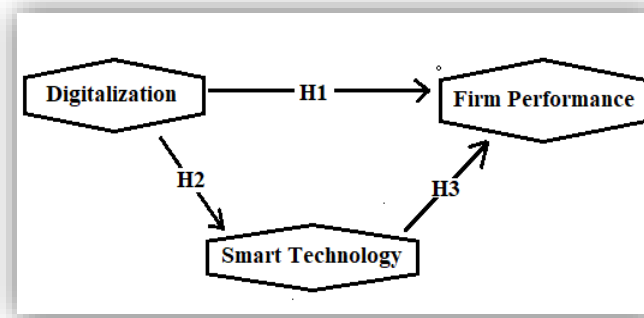 Digitalization
H1
Firm Performance
H2
H3
Smart Technology